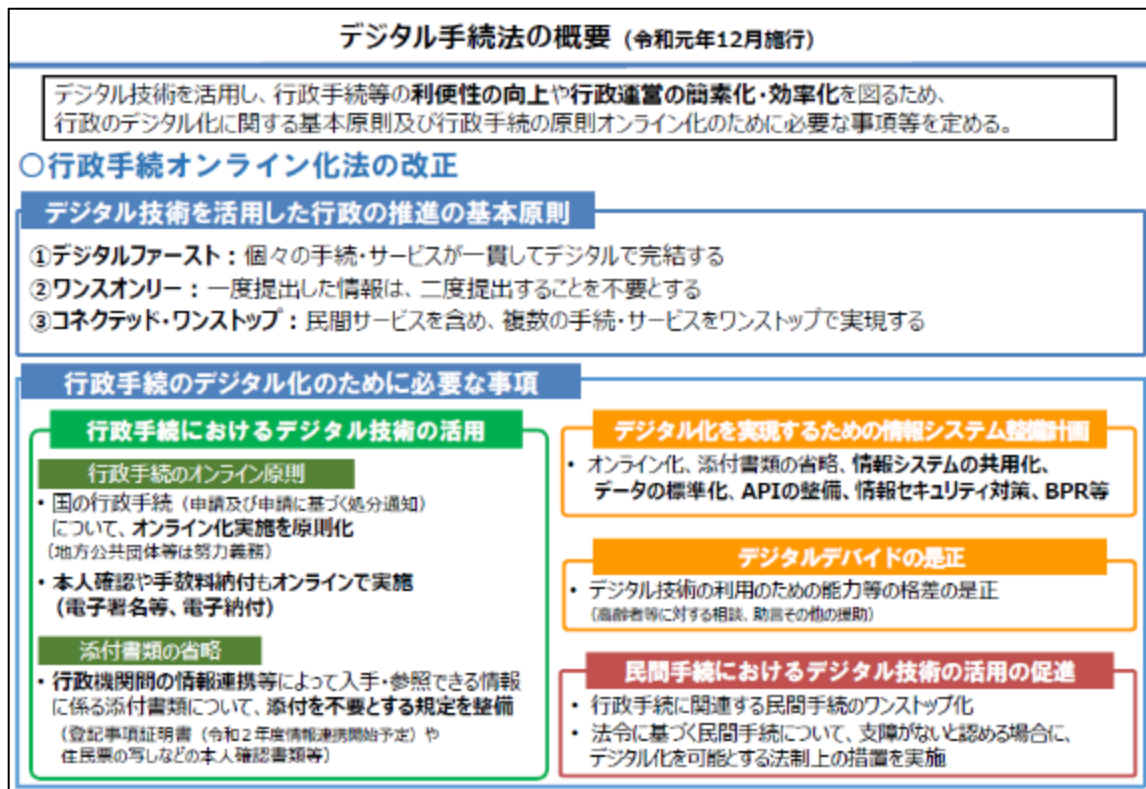 デジタル手続法の概要 (令和元年12月施行)
デジタル技術を活用し、行政手続等の利便性の向上や行政運営の簡素化・効率化を図るため、
行政のデジタル化に関する基本原則及び行政手続の原則オンライン化のために必要な事項等を定める。
○行政手続オンライン化法の改正
デジタル技術を活用した行政の推進の基本原則
①デジタルファースト：個々の手続・サービスが一貫してデジタルで完結する
②ワンスオンリー：一度提出した情報は、二度提出することを不要とする
③コネクテッド・ワンストップ：民間サービスを含め、複数の手続・サービスをワンストップで実現する
行政手続のデジタル化のために必要な事項
行政手続におけるデジタル技術の活用
行政手続のオンライン原則
・国の行政手続（申請及び申請に基づく処分通知）
について、オンライン化実施を原則化
（地方公共団体等は努力義務）
・本人確認や手数料納付もオンラインで実施
（電子署名等、電子納付）
添付書類の省略
・行政機関間の情報連携等によって入手・参照できる情報
に係る添付書類について、添付を不要とする規定を整備
（登記事項証明書（令和２年度情報連携開始予定）や
住民票の写しなどの本人確認書類等）
デジタル化を実現するための情報システム整備計画
・オンライン化、添付書類の省略、情報システムの共用化、
データの標準化、APIの整備、情報セキュリティ対策、BPR等
デジタルデバイドの是正
・デジタル技術の利用のための能力等の格差の是正
（高齢者等に対する相談、助言その他の援助）
民間手続におけるデジタル技術の活用の促進
・行政手続に関連する民間手続のワンストップ化
・法令に基づく民間手続について、支障がないと認める場合に、
デジタル化を可能とする法制上の措置を実施